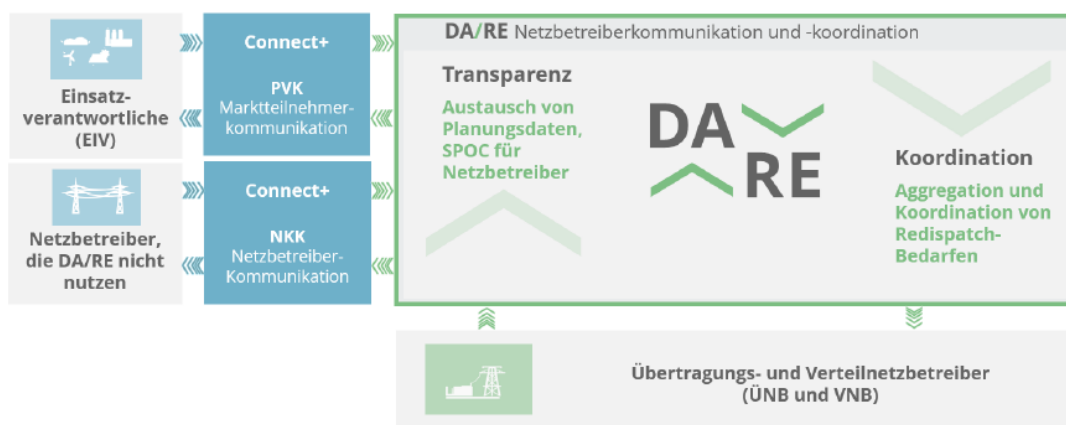 Einsatz-
verantwortliche
(EIV)
Connect+
PVK
Marktteilnehmer-
kommunikation
Netzbetreiber,
die DA/RE nicht
nutzen
Connect+
NKK
Netzbetreiber-
Kommunikation
DA/RE Netzbetreiberkommunikation und -koordination
Transparenz
Austausch von
Planungsdaten,
SPOC für
Netzbetreiber
DA
RE
Koordination
Aggregation und
Koordination von
Redispatch-
Bedarfen
Übertragungs- und Verteilnetzbetreiber
(ÜNB und VNB)